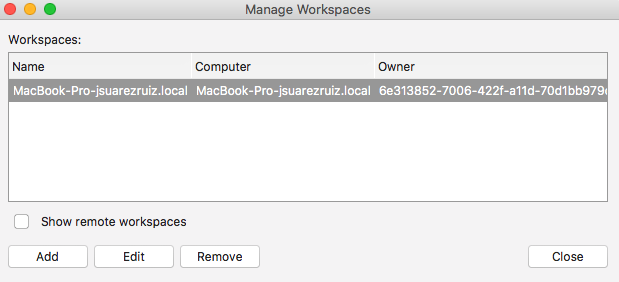 Manage Workspaces
Workspaces:
Name Computer Owner
MacBook-Pro-jsuarezruiz.local MacBook-Pro-jsuarezruiz.local 6e313852-7006-422f-a11d-70d1bb979
Show remote workspaces
Add Edit Remove Close